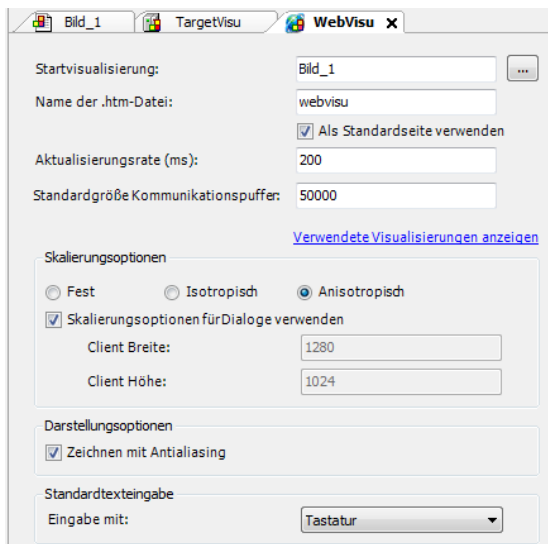 Bild_1 TargetVisu WebVisu X
Startvisualisierung: Bild_1 ...
Name der .htm-Datei: webvisu
Als Standardseite verwenden
Aktualisierungsrate (ms): 200
Standardgröße Kommunikationspuffer: 50000
Verwendete Visualisierungen anzeigen
Skalierungsoptionen
Fest Isotropisch Anisotropisch
Skalierungsoptionen für Dialoge verwenden
Client Breite: 1280
Client Höhe: 1024
Darstellungsoptionen
Zeichnen mit Antialiasing
Standardtexteingabe
Eingabe mit: Tastatur